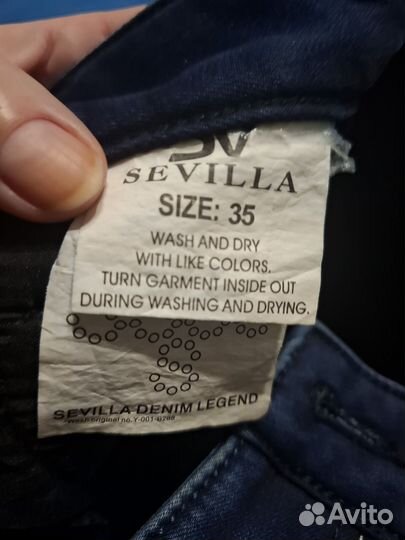 SEVILLA
SIZE: 35
WASH AND DRY
WITH LIKE COLORS.
TURN GARMENT INSIDE OUT
DURING WASHING AND DRYING.
SEVILLA DENIM LEGEND
Avito